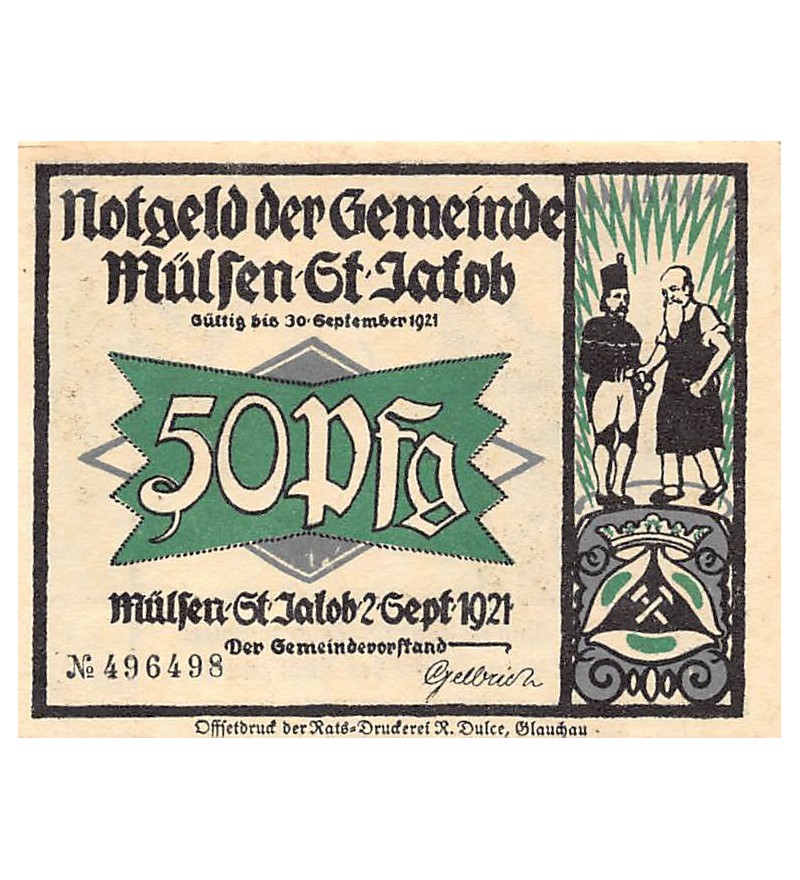 Notgeld der Gemeinde
Mülsen-St-Jakob
Gültig bis 30·September 1921
50 Pfg
Mülsen-St-Jakob·2·Sept·1921
Der Gemeindevorstand
№ 496498
Gelbrich
Offsetdruck der Rats-Druckerei R. Dulce, Glauchau.